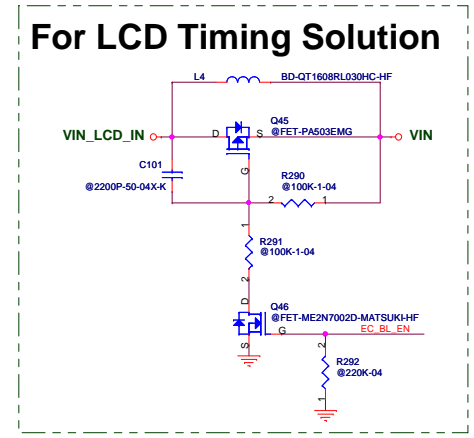 For LCD Timing Solution
L4 BD-QT1608RL030HC-HF
Q45
@FET-PA503EMG
VIN_LCD_IN D S VIN
G
C101
@2200P-50-04X-K
R290
@100K-1-04
2 1
1
R291
@100K-1-04
2
D
Q46
@FET-ME2N7002D-MATSUKI-HF
G EC_BL_EN
S
2
R292
@220K-04
1